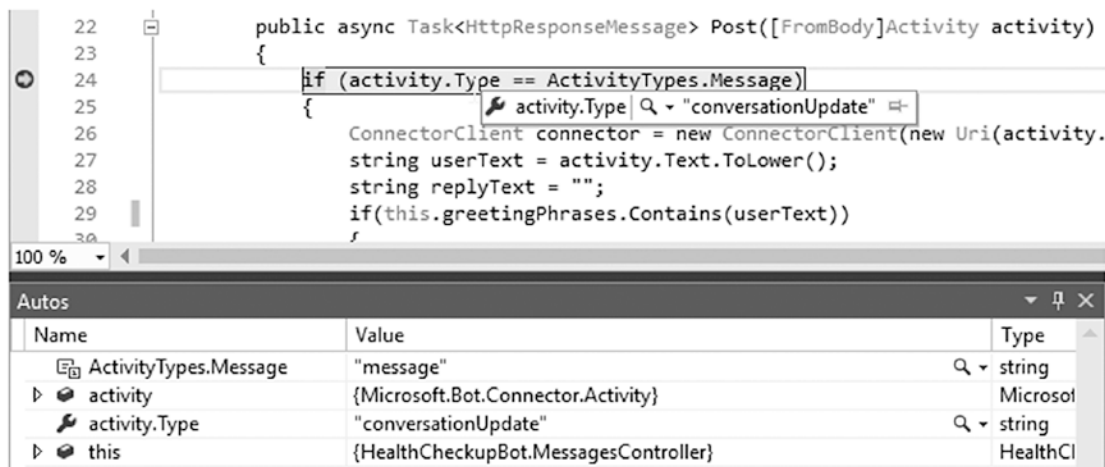 22 public async Task<HttpResponseMessage> Post([FromBody]Activity activity)
23 {
24 if (activity.Type == ActivityTypes.Message)
activity.Type "conversationUpdate"
25 {
26 ConnectorClient connector = new ConnectorClient(new Uri(activity.
27 string userText = activity.Text.ToLower();
28 string replyText = "";
29 if(this.greetingPhrases.Contains(userText))
30 {
100 %
Autos
Name Value Type
ActivityTypes.Message "message" string
activity {Microsoft.Bot.Connector.Activity} Microsof
activity.Type "conversationUpdate" string
this {HealthCheckupBot.MessagesController} HealthCl